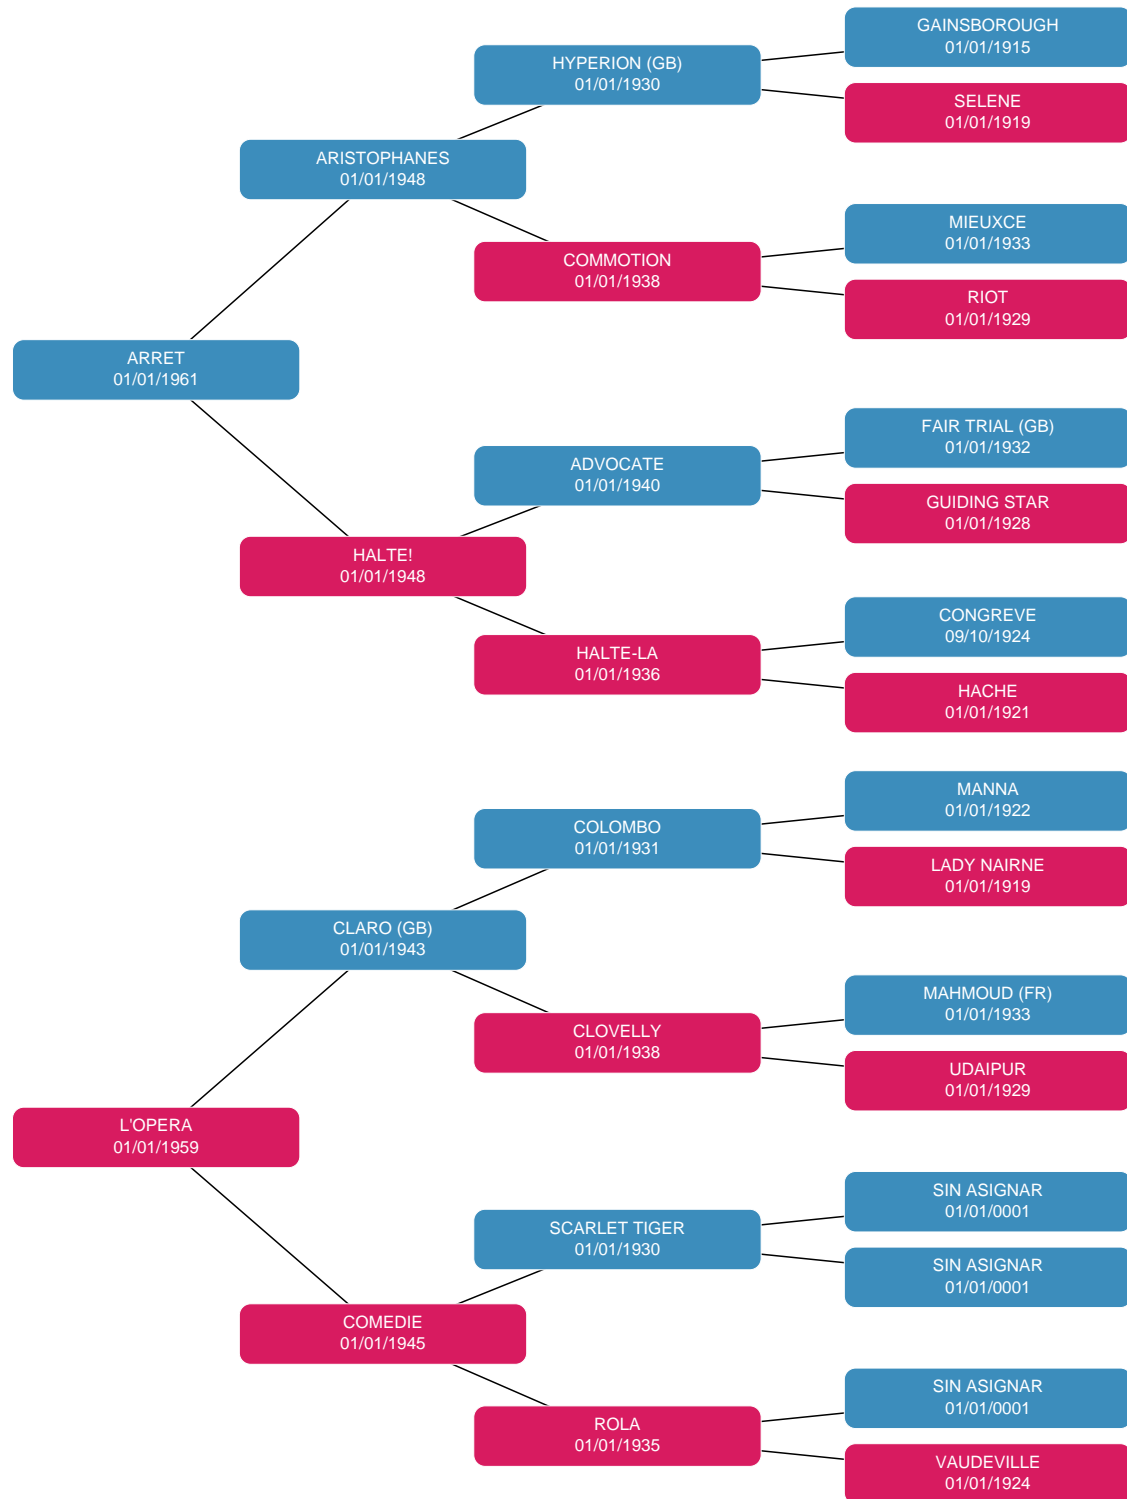 GAINSBOROUGH
01/01/1915
HYPERION (GB)
01/01/1930
SELENE
01/01/1919
ARISTOPHANES
01/01/1948
MIEUXCE
01/01/1933
COMMOTION
01/01/1938
RIOT
01/01/1929
ARRET
01/01/1961
FAIR TRIAL (GB)
01/01/1932
ADVOCATE
01/01/1940
GUIDING STAR
01/01/1928
HALTE!
01/01/1948
CONGREVE
09/10/1924
HALTE-LA
01/01/1936
HACHE
01/01/1921
MANNA
01/01/1922
COLOMBO
01/01/1931
LADY NAIRNE
01/01/1919
CLARO (GB)
01/01/1943
MAHMOUD (FR)
01/01/1933
CLOVELLY
01/01/1938
UDAIPUR
01/01/1929
L'OPERA
01/01/1959
SIN ASIGNAR
01/01/0001
SCARLET TIGER
01/01/1930
SIN ASIGNAR
01/01/0001
COMEDIE
01/01/1945
SIN ASIGNAR
01/01/0001
ROLA
01/01/1935
VAUDEVILLE
01/01/1924